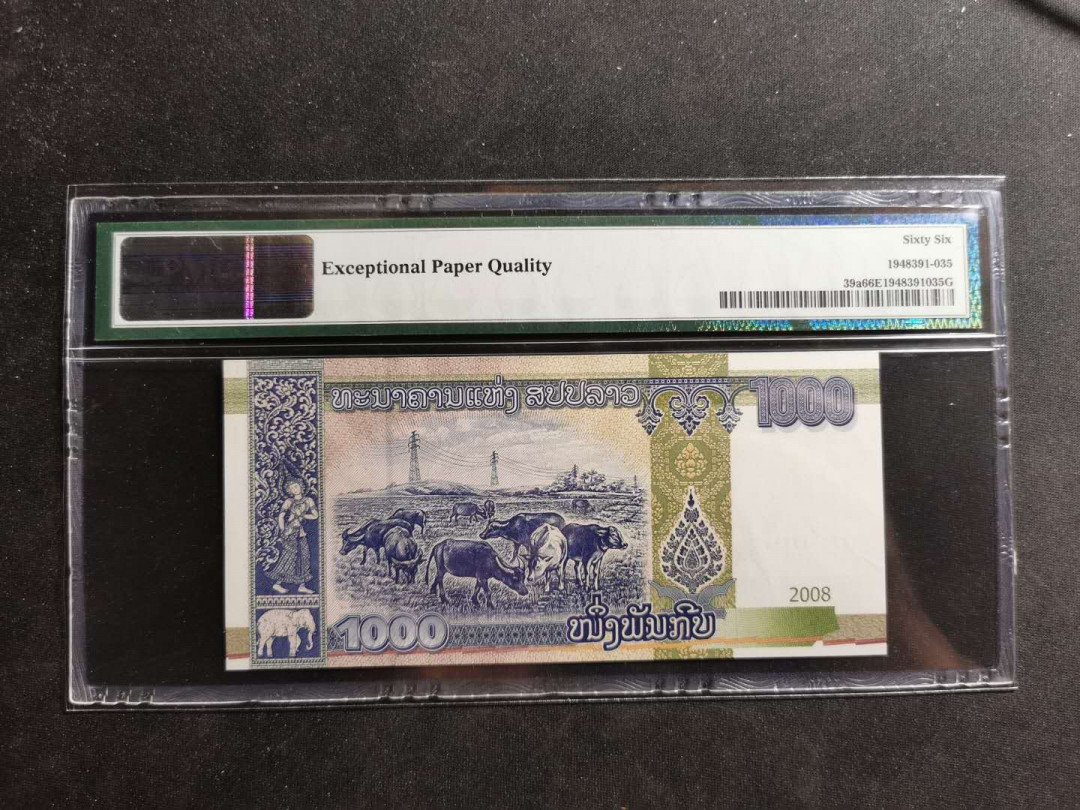 Exceptional Paper Quality
Sixty Six
1948391-035
39a66E1948391035G
ທະນາຄານແຫ່ງ ສປປລາວ
1000
2008
1000
ໜຶ່ງພັນກີບ